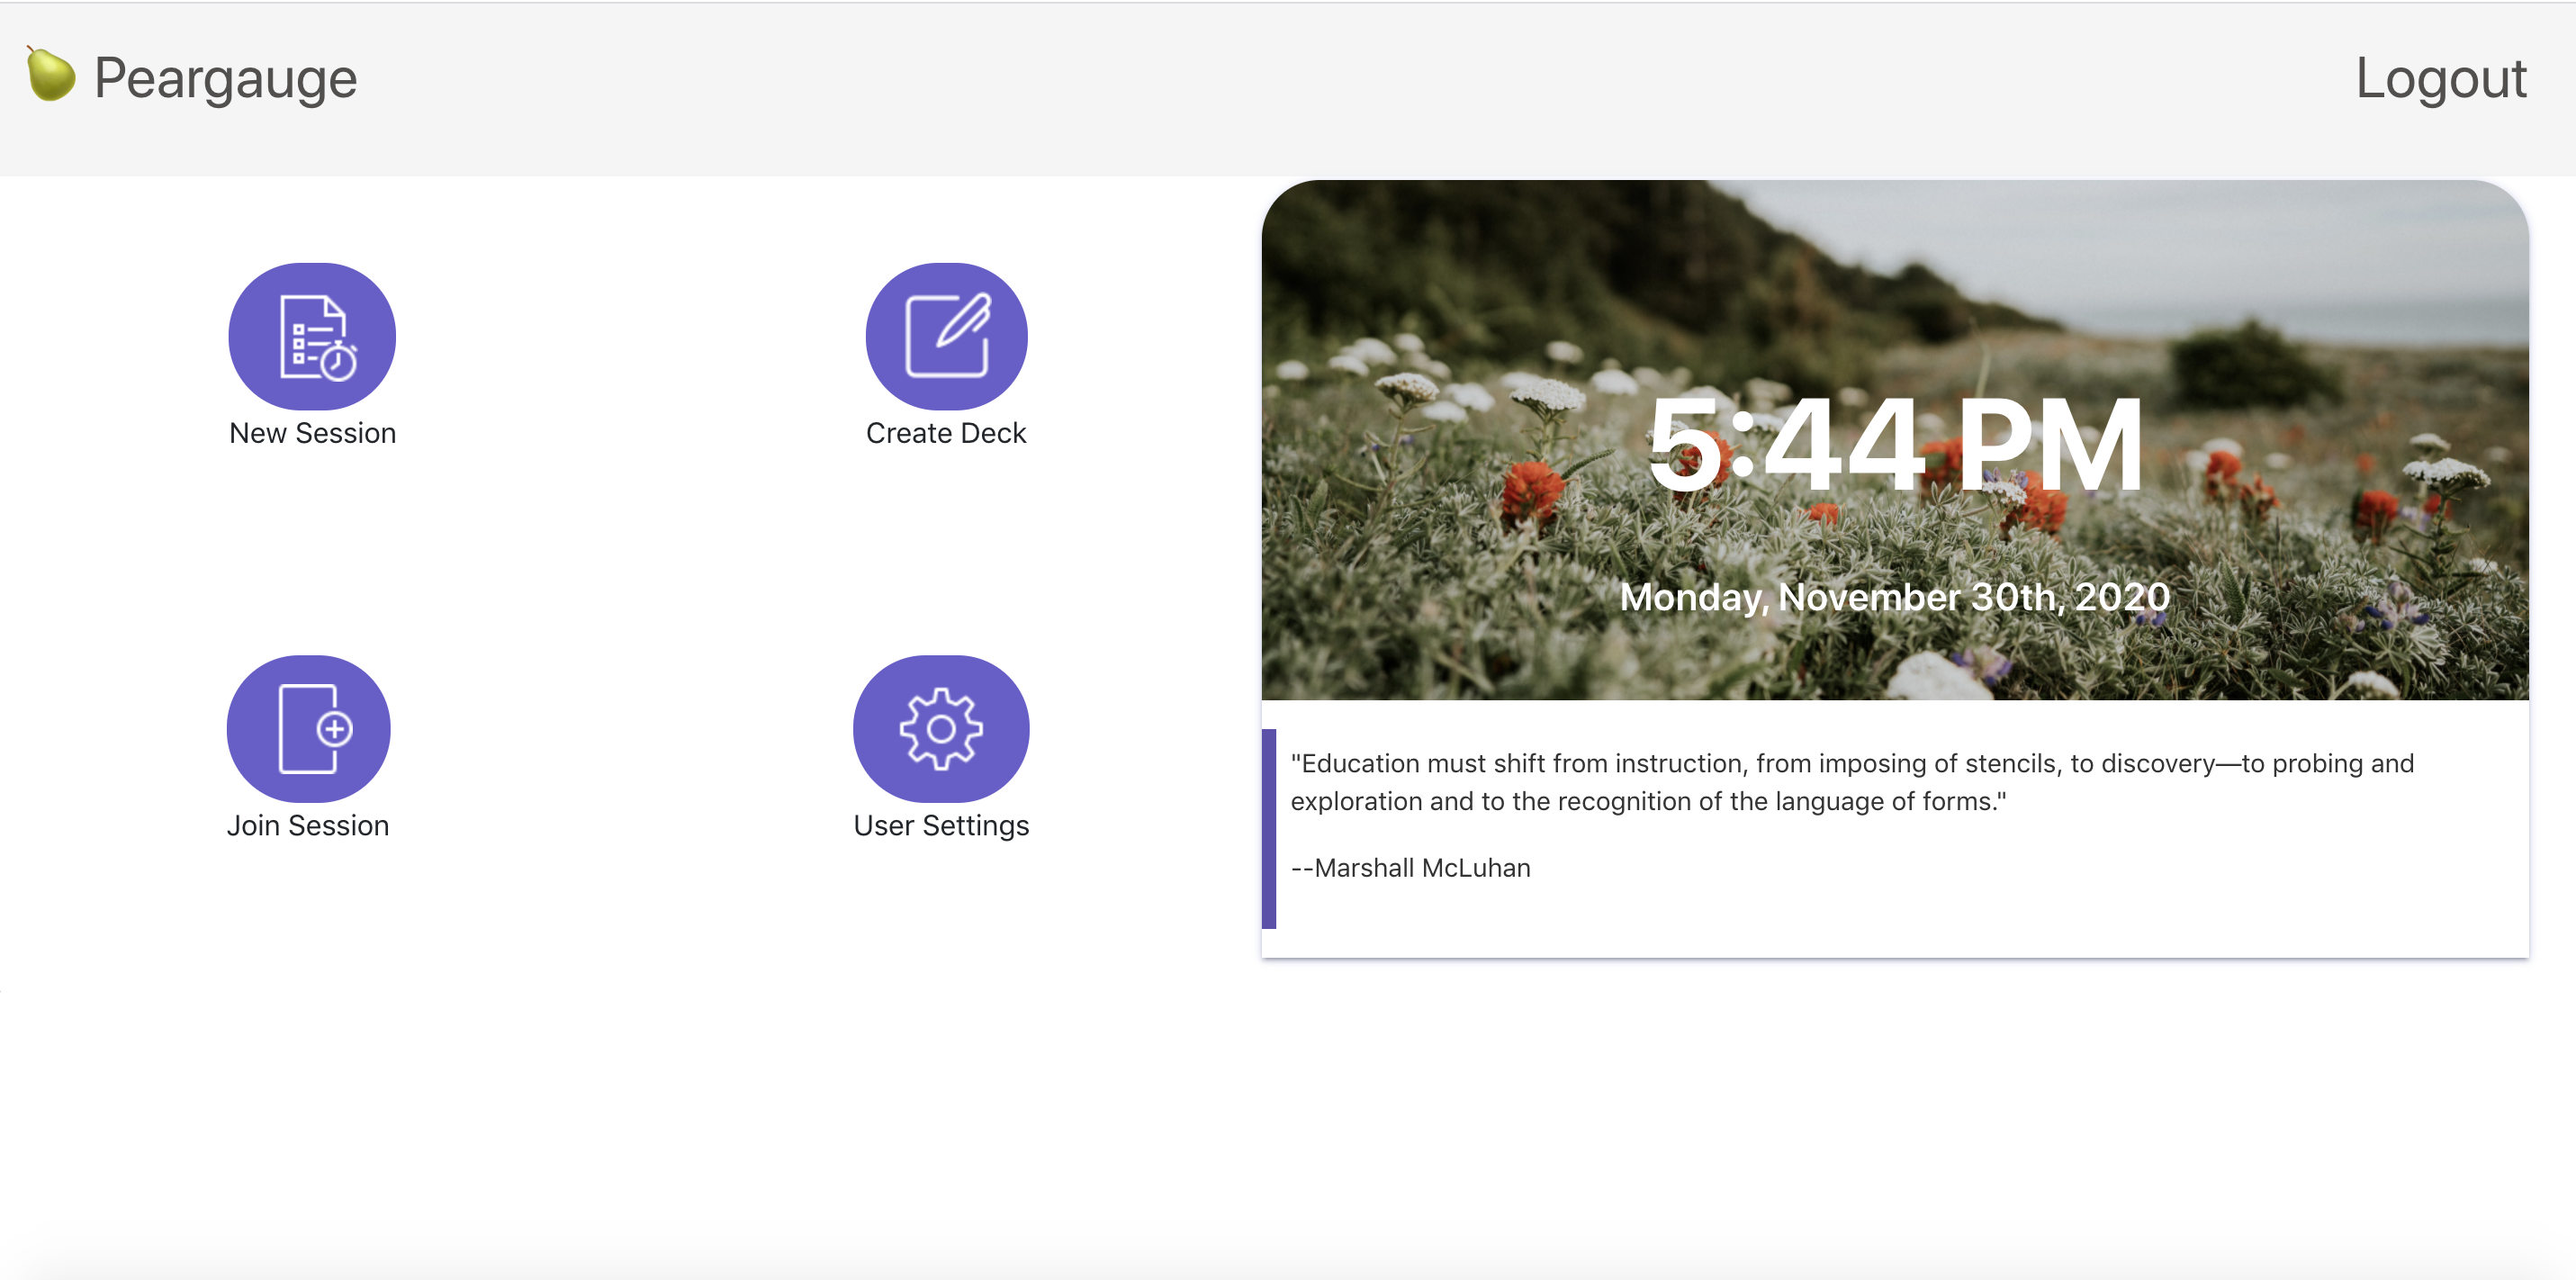 Peargauge
Logout
New Session
Create Deck
Join Session
User Settings
5:44 PM
Monday, November 30th, 2020
"Education must shift from instruction, from imposing of stencils, to discovery—to probing and
exploration and to the recognition of the language of forms."
--Marshall McLuhan